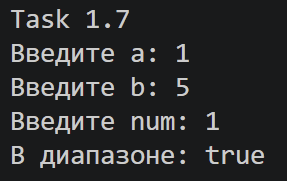 Task 1.7
Введите a: 1
Введите b: 5
Введите num: 1
В диапазоне: true